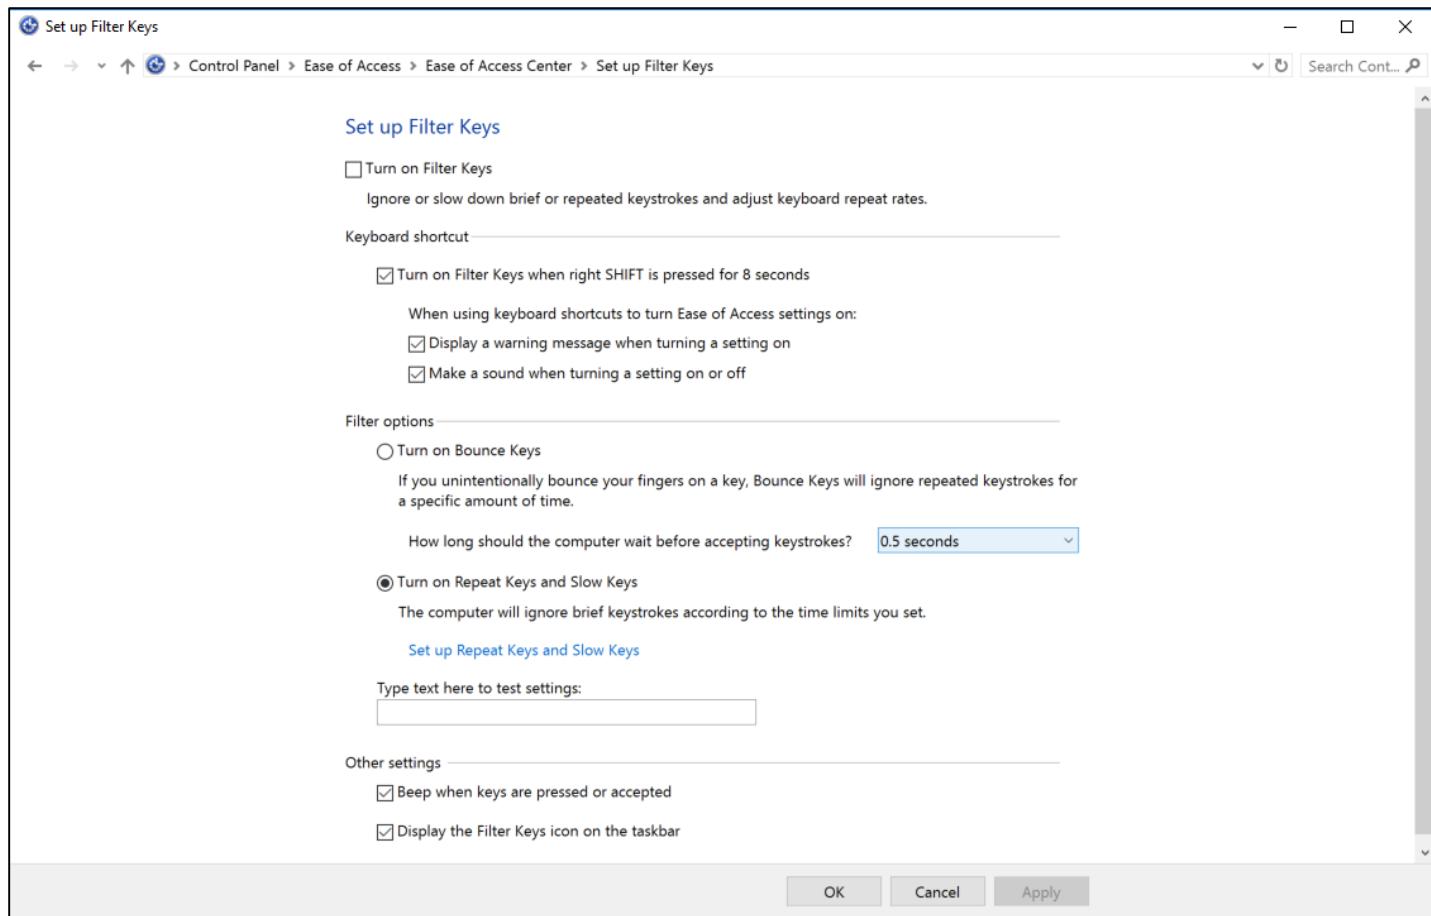 Set up Filter Keys
Control Panel > Ease of Access > Ease of Access Center > Set up Filter Keys
Search Cont...
Set up Filter Keys
Turn on Filter Keys
Ignore or slow down brief or repeated keystrokes and adjust keyboard repeat rates.
Keyboard shortcut
Turn on Filter Keys when right SHIFT is pressed for 8 seconds
When using keyboard shortcuts to turn Ease of Access settings on:
Display a warning message when turning a setting on
Make a sound when turning a setting on or off
Filter options
Turn on Bounce Keys
If you unintentionally bounce your fingers on a key, Bounce Keys will ignore repeated keystrokes for
a specific amount of time.
How long should the computer wait before accepting keystrokes? 0.5 seconds
Turn on Repeat Keys and Slow Keys
The computer will ignore brief keystrokes according to the time limits you set.
Set up Repeat Keys and Slow Keys
Type text here to test settings:
Other settings
Beep when keys are pressed or accepted
Display the Filter Keys icon on the taskbar
OK Cancel Apply